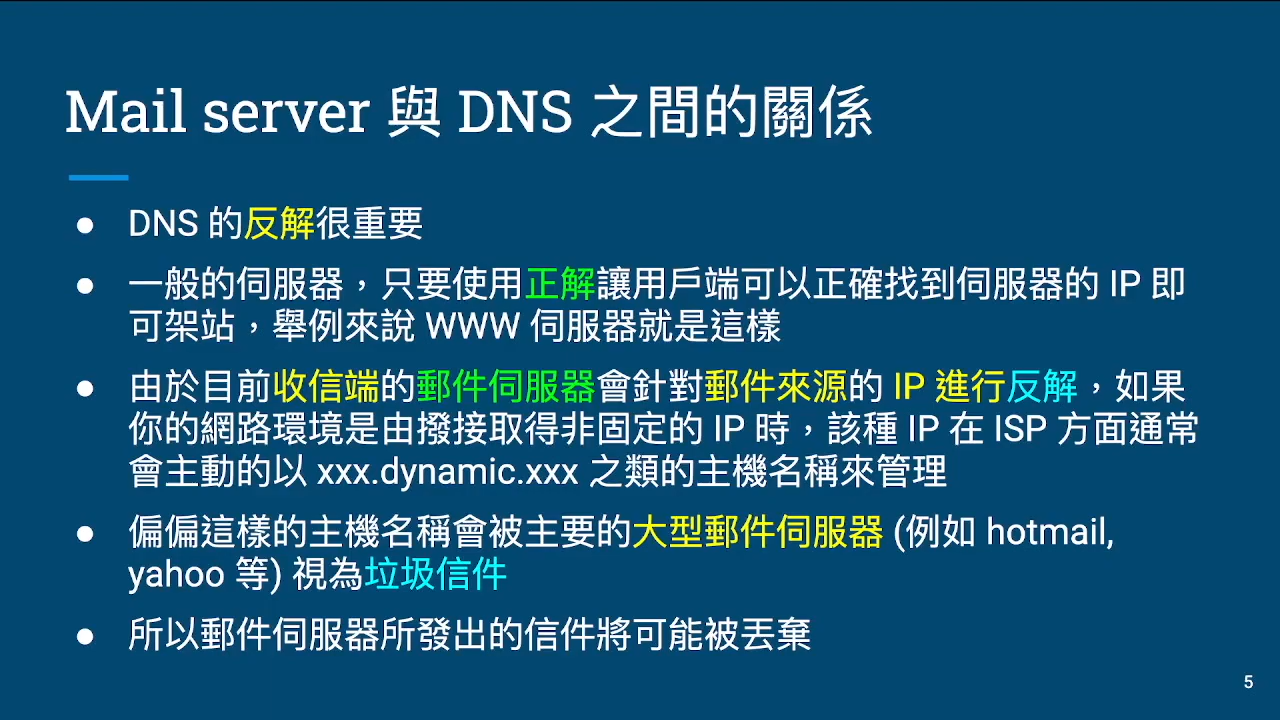 Mail server 與 DNS 之間的關係
● DNS 的反解很重要
● 一般的伺服器，只要使用正解讓用戶端可以正確找到伺服器的 IP 即
可架站，舉例來說 WWW 伺服器就是這樣
● 由於目前收信端的郵件伺服器會針對郵件來源的 IP 進行反解，如果
你的網路環境是由撥接取得非固定的 IP 時，該種 IP 在 ISP 方面通常
會主動的以 xxx.dynamic.xxx 之類的主機名稱來管理
● 偏偏這樣的主機名稱會被主要的大型郵件伺服器 (例如 hotmail,
yahoo 等) 視為垃圾信件
● 所以郵件伺服器所發出的信件將可能被丟棄
5